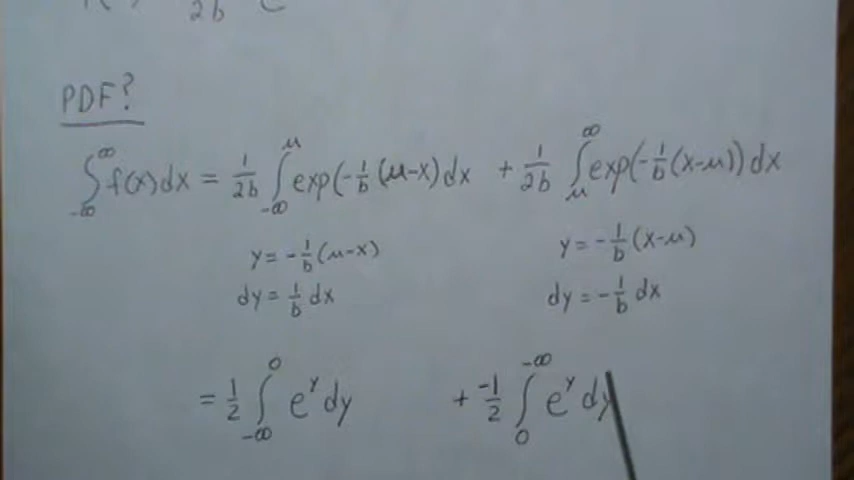 2b
PDF?
∫_{-∞}^{∞} f(x)dx = 1/2b ∫_{-∞}^{μ} exp(-1/b (μ-x)dx + 1/2b ∫_{μ}^{∞} exp(-1/b(x-μ))dx
y = -1/b(μ-x) y = -1/b(x-μ)
dy = 1/b dx dy = -1/b dx
= 1/2 ∫_{-∞}^{0} e^y dy + -1/2 ∫_{0}^{-∞} e^y dy